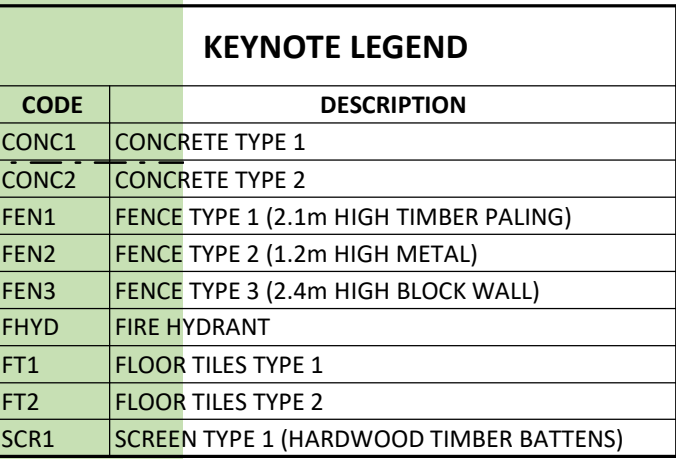 KEYNOTE LEGEND
CODE DESCRIPTION
CONC1 CONCRETE TYPE 1
CONC2 CONCRETE TYPE 2
FEN1 FENCE TYPE 1 (2.1m HIGH TIMBER PALING)
FEN2 FENCE TYPE 2 (1.2m HIGH METAL)
FEN3 FENCE TYPE 3 (2.4m HIGH BLOCK WALL)
FHYD FIRE HYDRANT
FT1 FLOOR TILES TYPE 1
FT2 FLOOR TILES TYPE 2
SCR1 SCREEN TYPE 1 (HARDWOOD TIMBER BATTENS)